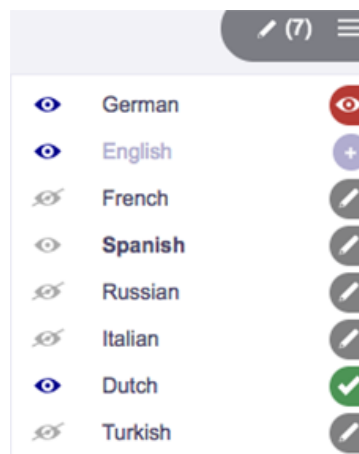 (7)
German
English
French
Spanish
Russian
Italian
Dutch
Turkish